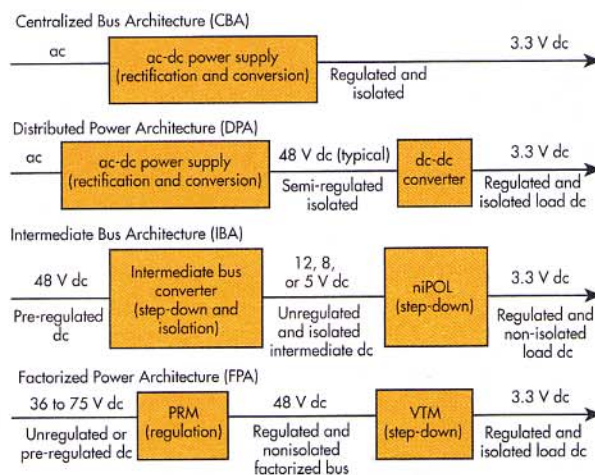 Centralized Bus Architecture (CBA)
ac
ac-dc power supply
(rectification and conversion)
Regulated and
isolated
3.3 V dc
Distributed Power Architecture (DPA)
ac
ac-dc power supply
(rectification and conversion)
48 V dc (typical)
Semi-regulated
isolated
dc-dc
converter
3.3 V dc
Regulated and
isolated load dc
Intermediate Bus Architecture (IBA)
48 V dc
Pre-regulated
dc
Intermediate bus
converter
(step-down and
isolation)
12, 8,
or 5 V dc
Unregulated
and isolated
intermediate dc
niPOL
(step-down)
3.3 V dc
Regulated and
non-isolated
load dc
Factorized Power Architecture (FPA)
36 to 75 V dc
Unregulated or
pre-regulated dc
PRM
(regulation)
48 V dc
Regulated and
nonisolated
factorized bus
VTM
(step-down)
3.3 V dc
Regulated and
isolated load dc